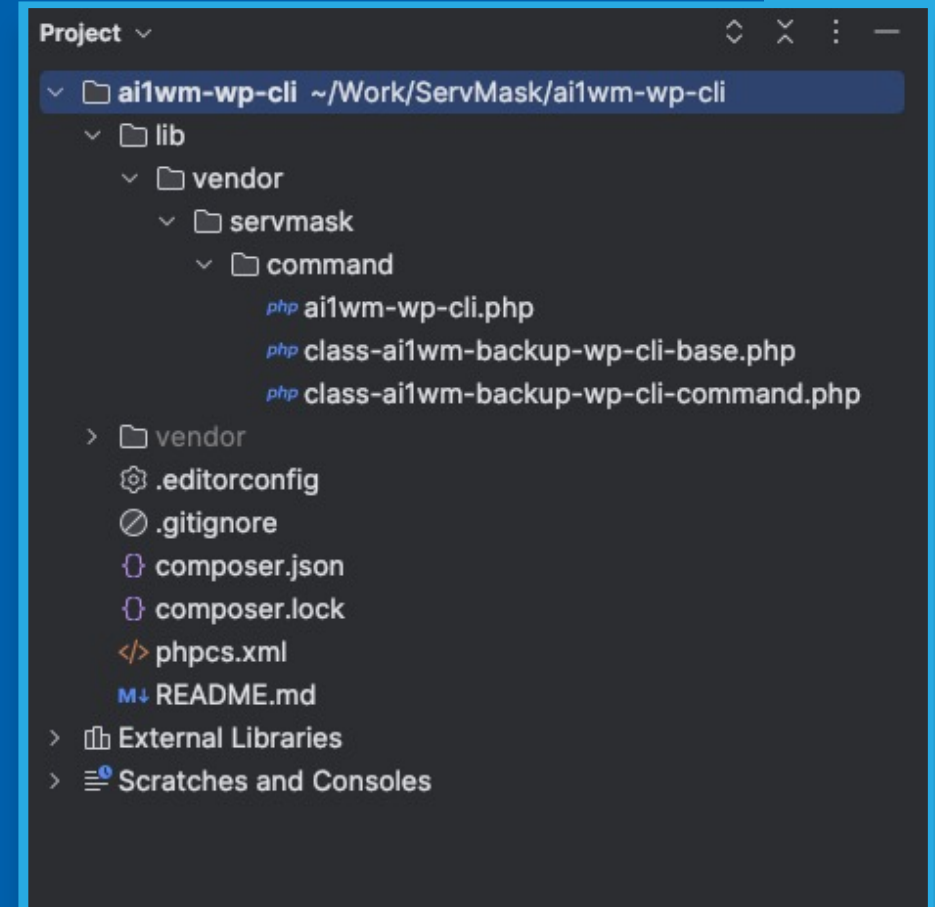 Project
ai1wm-wp-cli ~/Work/ServMask/ai1wm-wp-cli
lib
vendor
servmask
command
php ai1wm-wp-cli.php
php class-ai1wm-backup-wp-cli-base.php
php class-ai1wm-backup-wp-cli-command.php
vendor
.editorconfig
.gitignore
{} composer.json
{} composer.lock
</> phpcs.xml
M↓ README.md
External Libraries
Scratches and Consoles